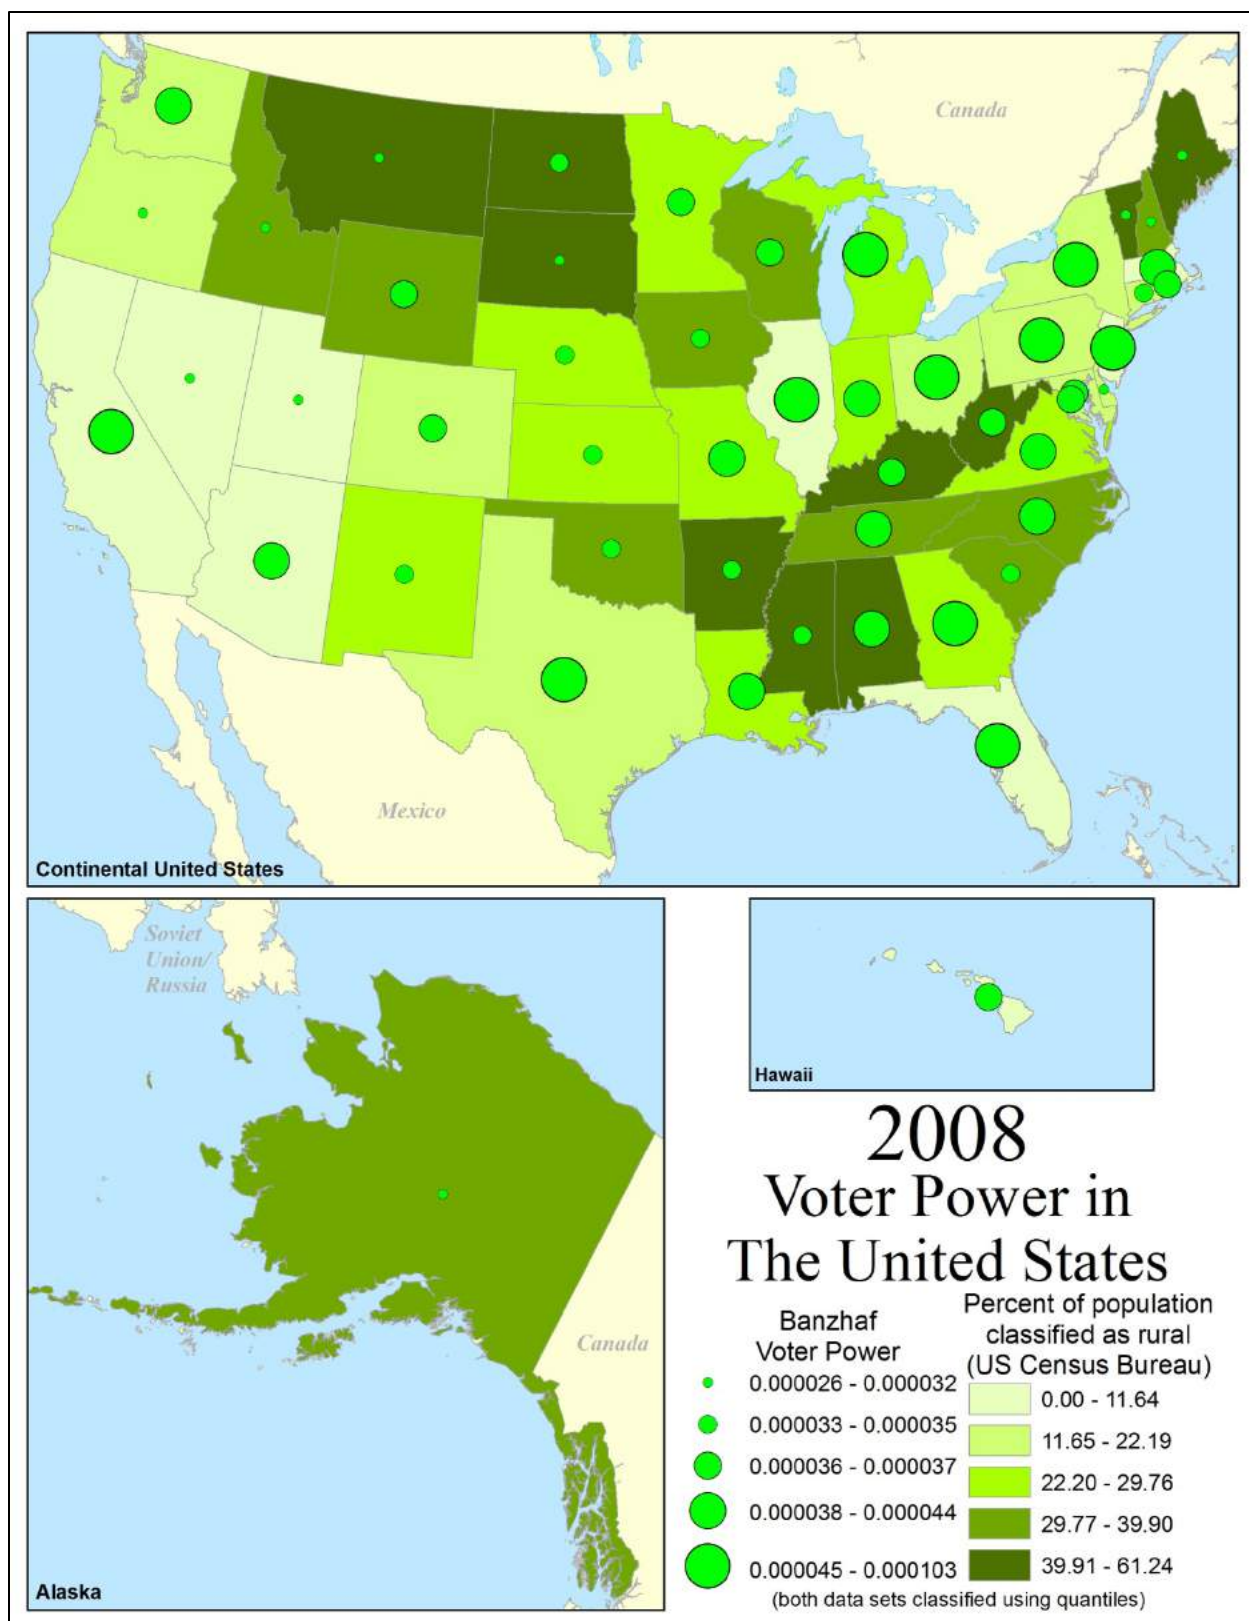 Canada
Mexico
Continental United States
Soviet
Union/
Russia
Canada
Alaska
Hawaii
2008
Voter Power in
The United States
Banzhaf
Voter Power
0.000026 - 0.000032
0.000033 - 0.000035
0.000036 - 0.000037
0.000038 - 0.000044
0.000045 - 0.000103
Percent of population
classified as rural
(US Census Bureau)
0.00 - 11.64
11.65 - 22.19
22.20 - 29.76
29.77 - 39.90
39.91 - 61.24
(both data sets classified using quantiles)